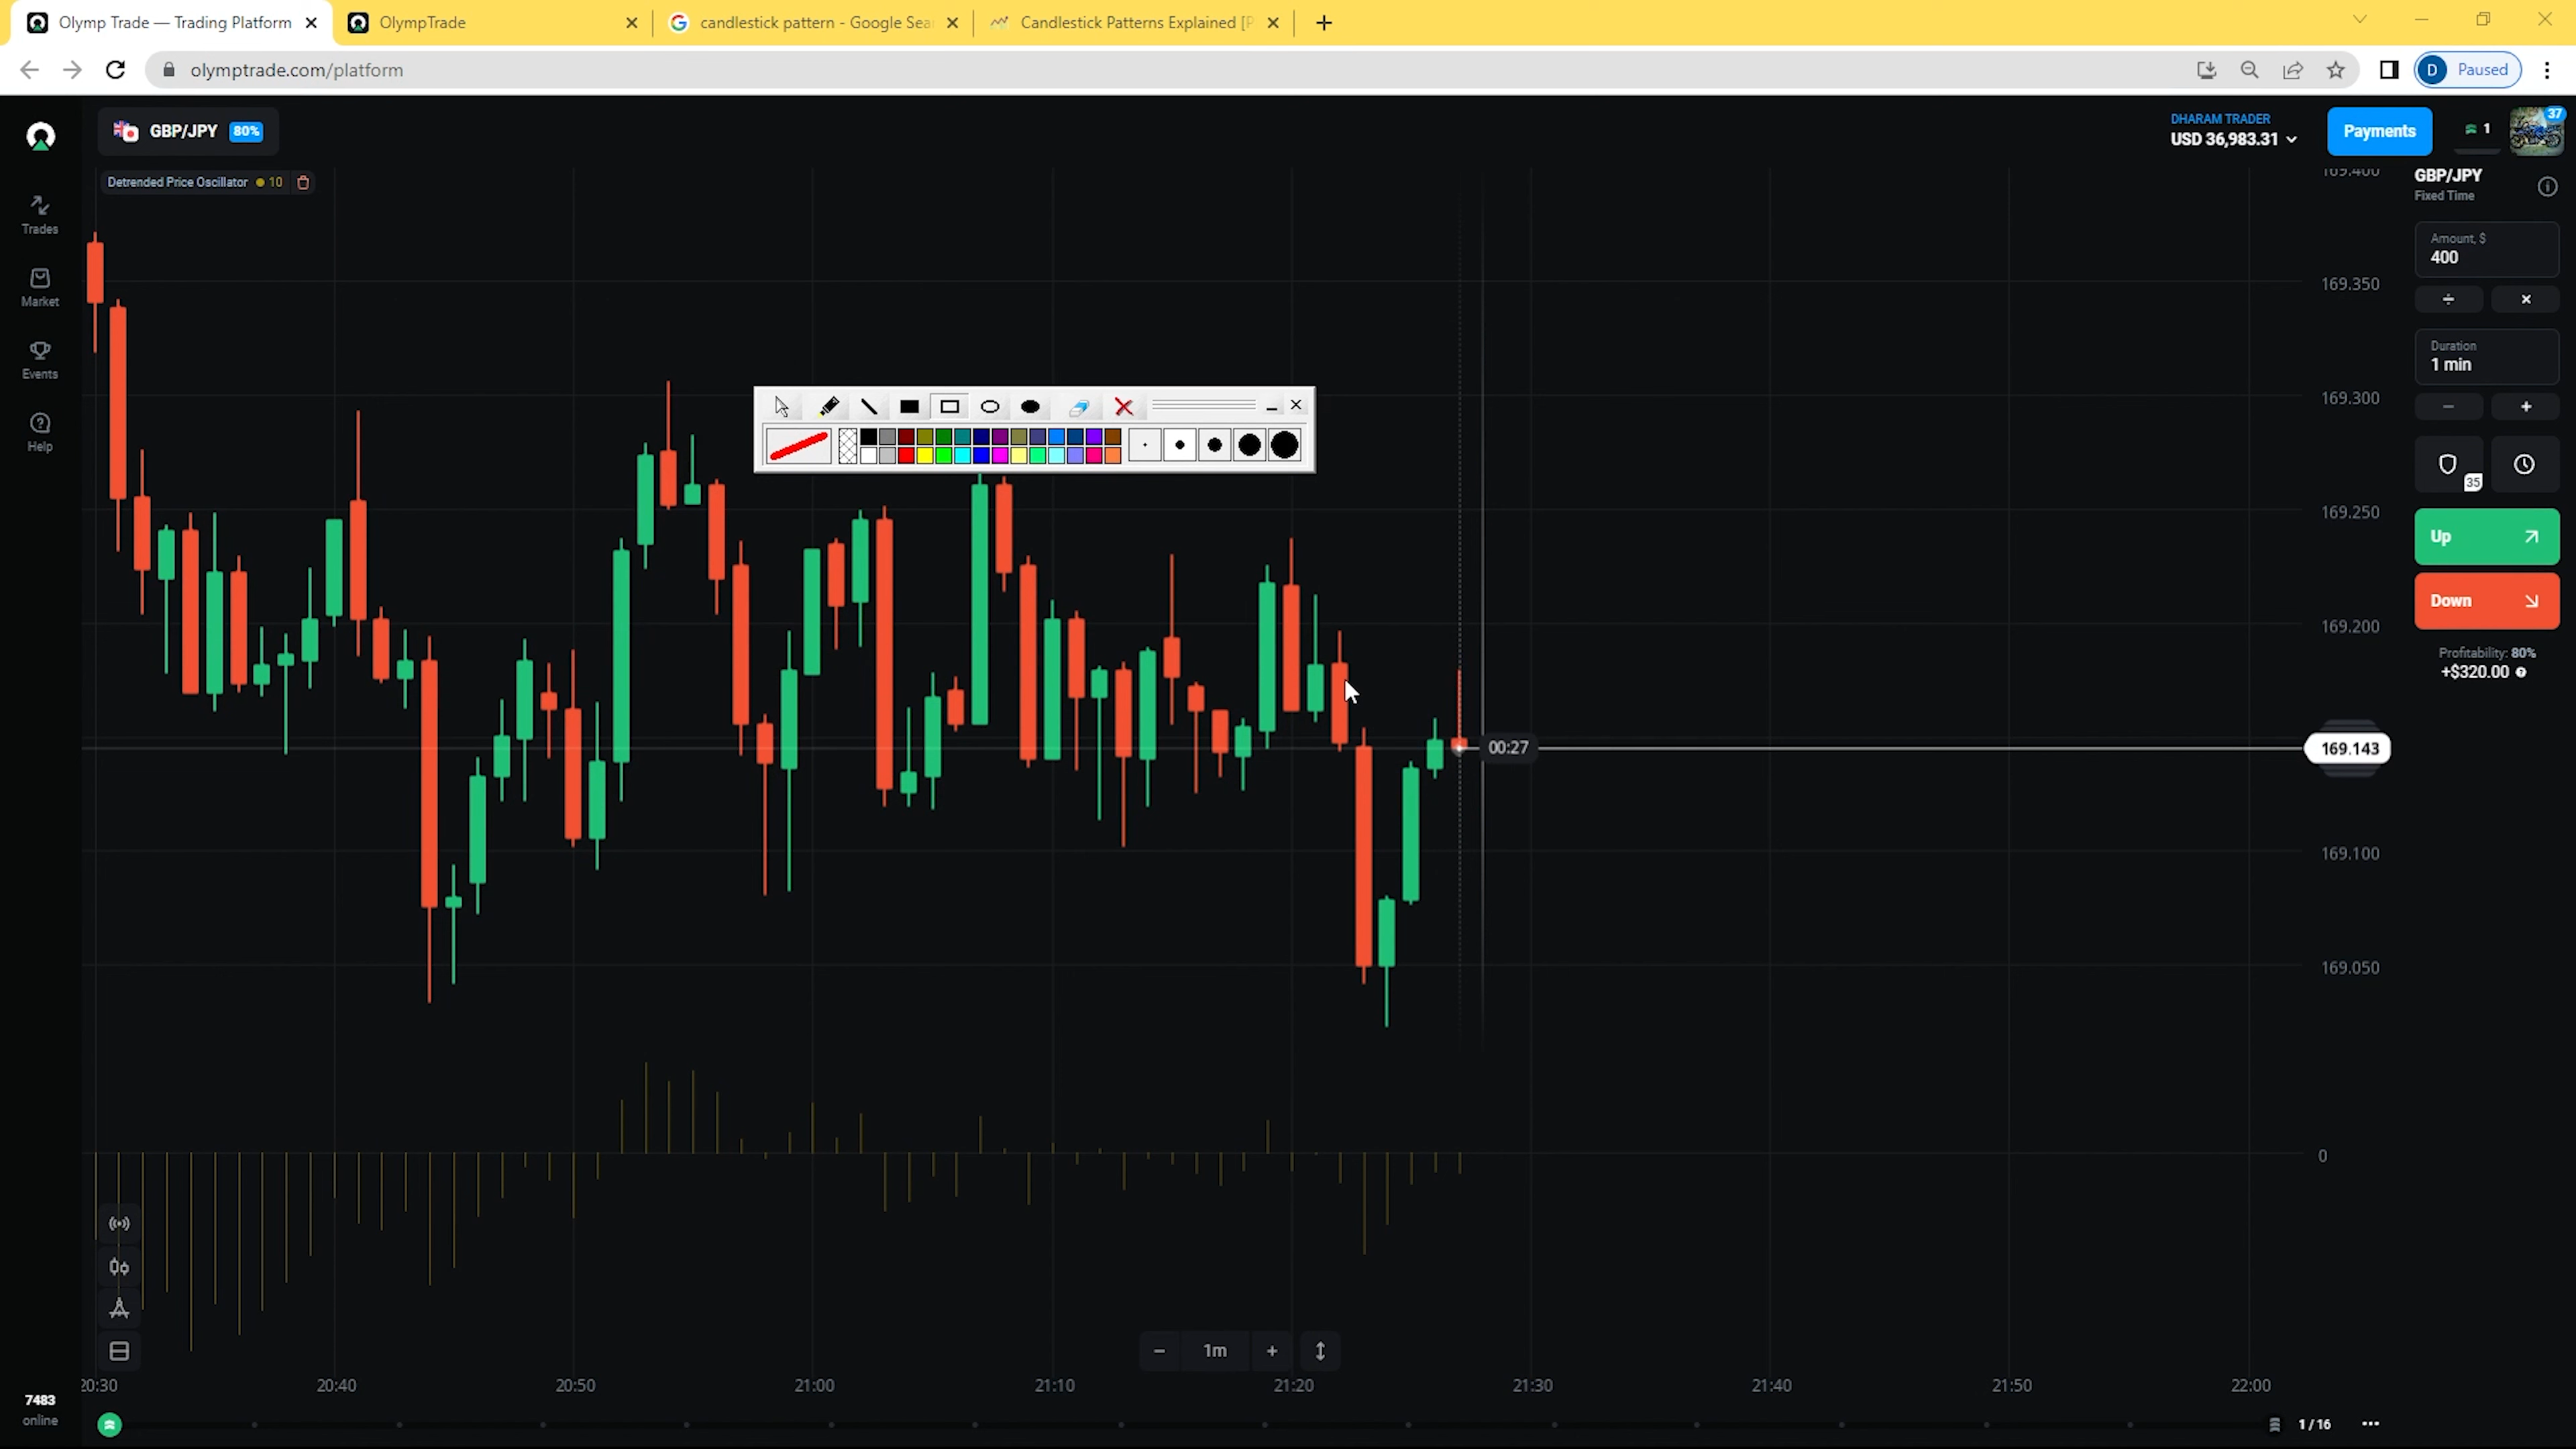 Olymp Trade — Trading Platform
OlympTrade
candlestick pattern - Google Sea
Candlestick Patterns Explained [P
olymptrade.com/platform
D Paused
GBP/JPY 80%
DHARAM TRADER
USD 36,983.31
Payments
1
37
Detrended Price Oscillator 10
Trades
Market
Events
Help
169.400
169.350
169.300
169.250
169.200
169.143
169.100
169.050
0
00:27
GBP/JPY
Fixed Time
Amount, $
400
÷ ×
Duration
1 min
− +
35
Up
Down
Profitability: 80%
+$320.00
− 1m +
20:30 20:40 20:50 21:00 21:10 21:20 21:30 21:40 21:50 22:00
7483
online
1 / 16